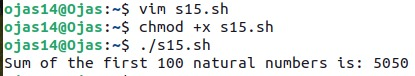 ojas14@Ojas:~$ vim s15.sh
ojas14@Ojas:~$ chmod +x s15.sh
ojas14@Ojas:~$ ./s15.sh
Sum of the first 100 natural numbers is: 5050